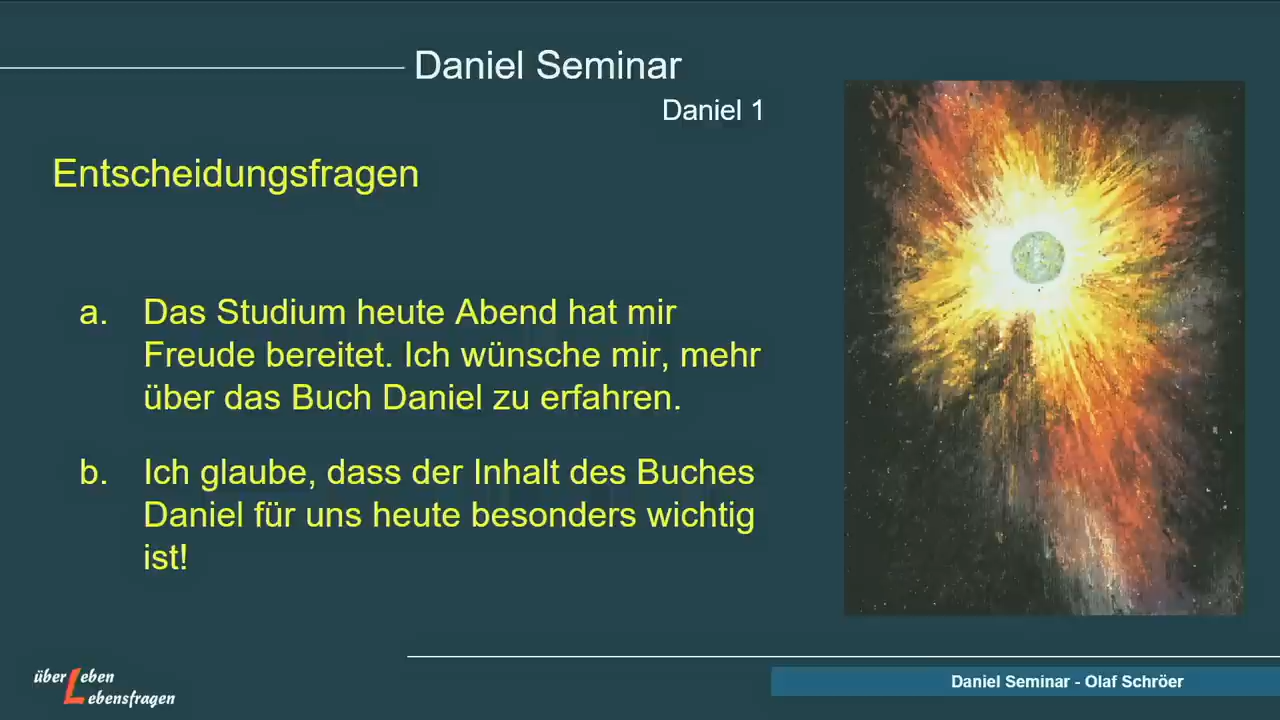 Daniel Seminar
Daniel 1
Entscheidungsfragen
a. Das Studium heute Abend hat mir
Freude bereitet. Ich wünsche mir, mehr
über das Buch Daniel zu erfahren.
b. Ich glaube, dass der Inhalt des Buches
Daniel für uns heute besonders wichtig
ist!
über Leben
Lebensfragen
Daniel Seminar - Olaf Schröer